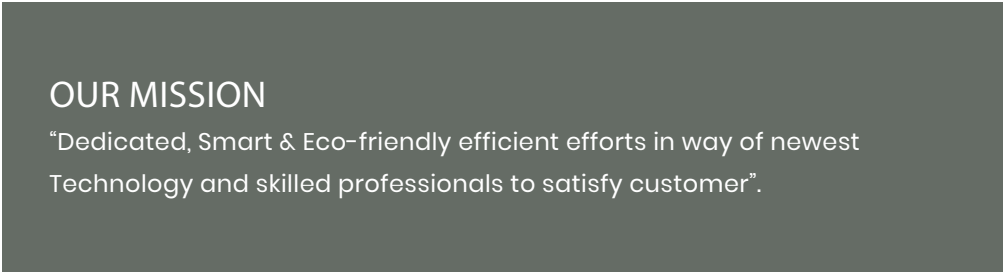 OUR MISSION
“Dedicated, Smart & Eco-friendly efficient efforts in way of newest
Technology and skilled professionals to satisfy customer”.